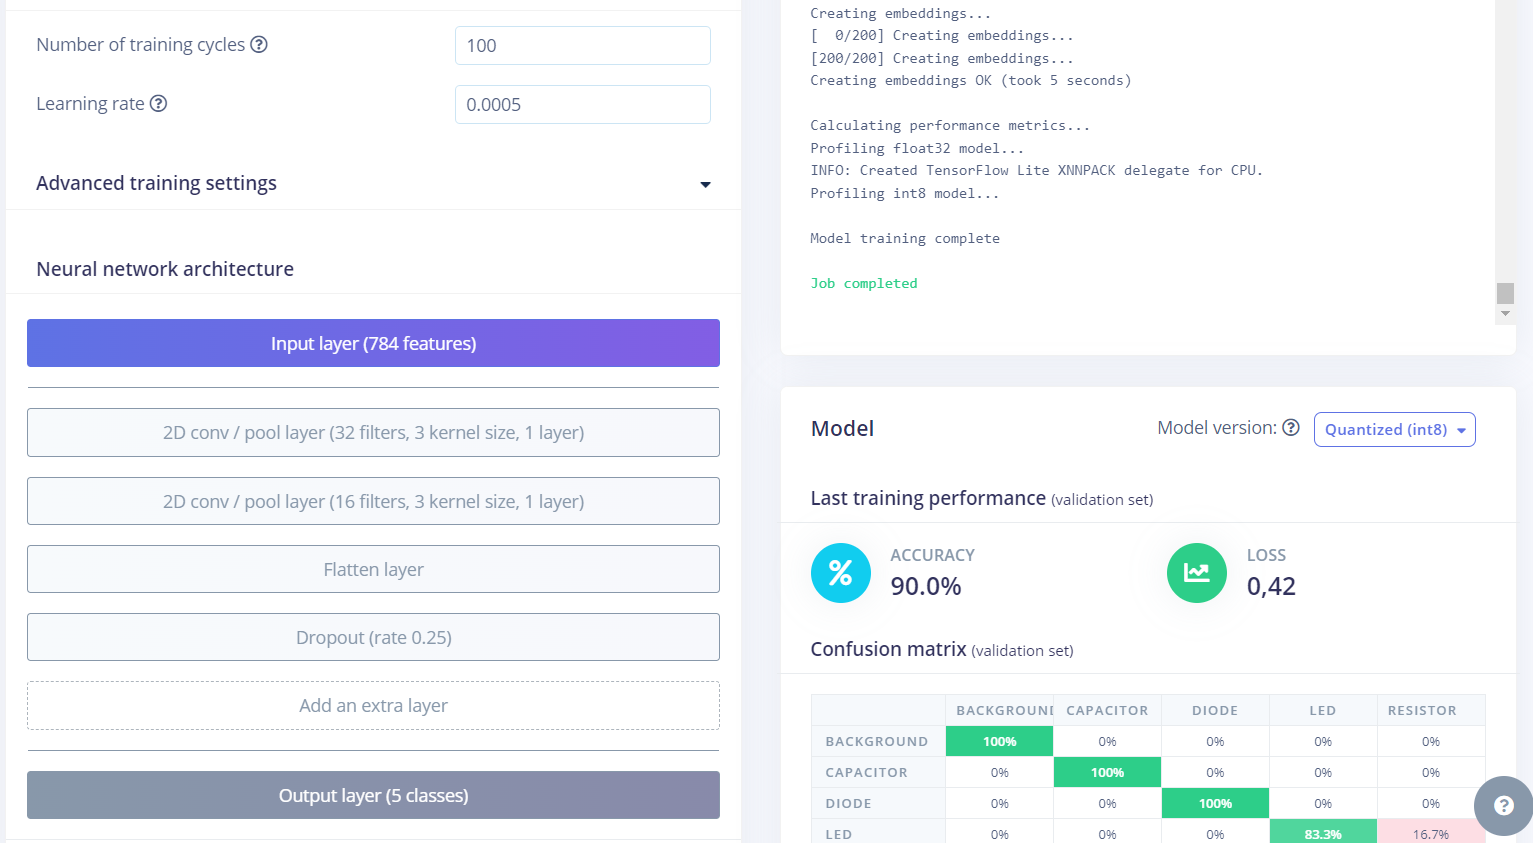 Number of training cycles
100
Learning rate
0.0005
Advanced training settings
Neural network architecture
Input layer (784 features)
2D conv / pool layer (32 filters, 3 kernel size, 1 layer)
2D conv / pool layer (16 filters, 3 kernel size, 1 layer)
Flatten layer
Dropout (rate 0.25)
Add an extra layer
Output layer (5 classes)
Creating embeddings...
[  0/200] Creating embeddings...
[200/200] Creating embeddings...
Creating embeddings OK (took 5 seconds)
Calculating performance metrics...
Profiling float32 model...
INFO: Created TensorFlow Lite XNNPACK delegate for CPU.
Profiling int8 model...
Model training complete
Job completed
Model
Model version: Quantized (int8)
Last training performance (validation set)
% ACCURACY
90.0%
LOSS
0,42
Confusion matrix (validation set)
BACKGROUND CAPACITOR DIODE LED RESISTOR
BACKGROUND 100% 0% 0% 0% 0%
CAPACITOR 0% 100% 0% 0% 0%
DIODE 0% 0% 100% 0% 0%
LED 0% 0% 0% 83.3% 16.7%